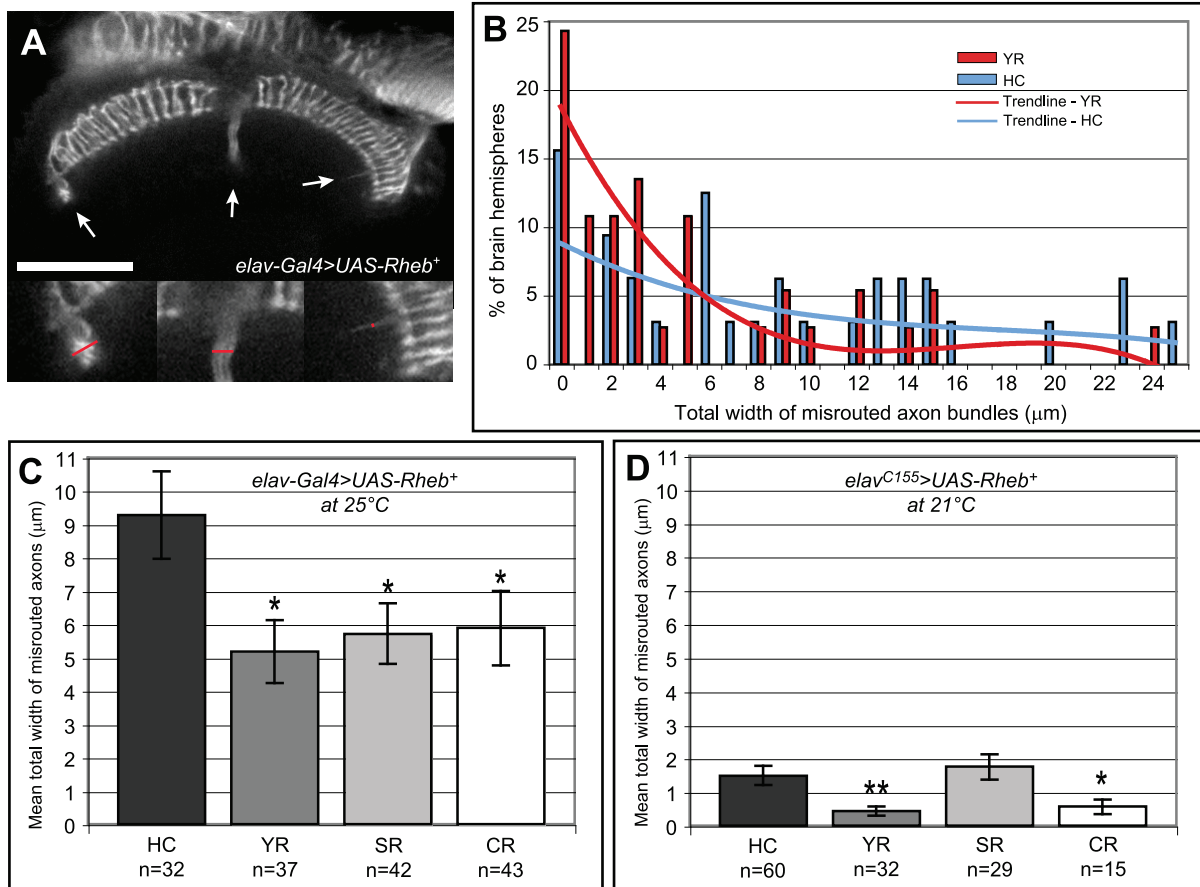 A
elav-Gal4>UAS-Rheb+
B
25
20
15
10
5
0
% of brain hemispheres
YR
HC
Trendline - YR
Trendline - HC
0 2 4 6 8 10 12 14 16 18 20 22 24
Total width of misrouted axon bundles (μm)
C
elav-Gal4>UAS-Rheb+
at 25°C
Mean total width of misrouted axons (μm)
11
10
9
8
7
6
5
4
3
2
1
0
* * *
HC YR SR CR
n=32 n=37 n=42 n=43
D
elavC155>UAS-Rheb+
at 21°C
Mean total width of misrouted axons (μm)
11
10
9
8
7
6
5
4
3
2
1
0
** *
HC YR SR CR
n=60 n=32 n=29 n=15